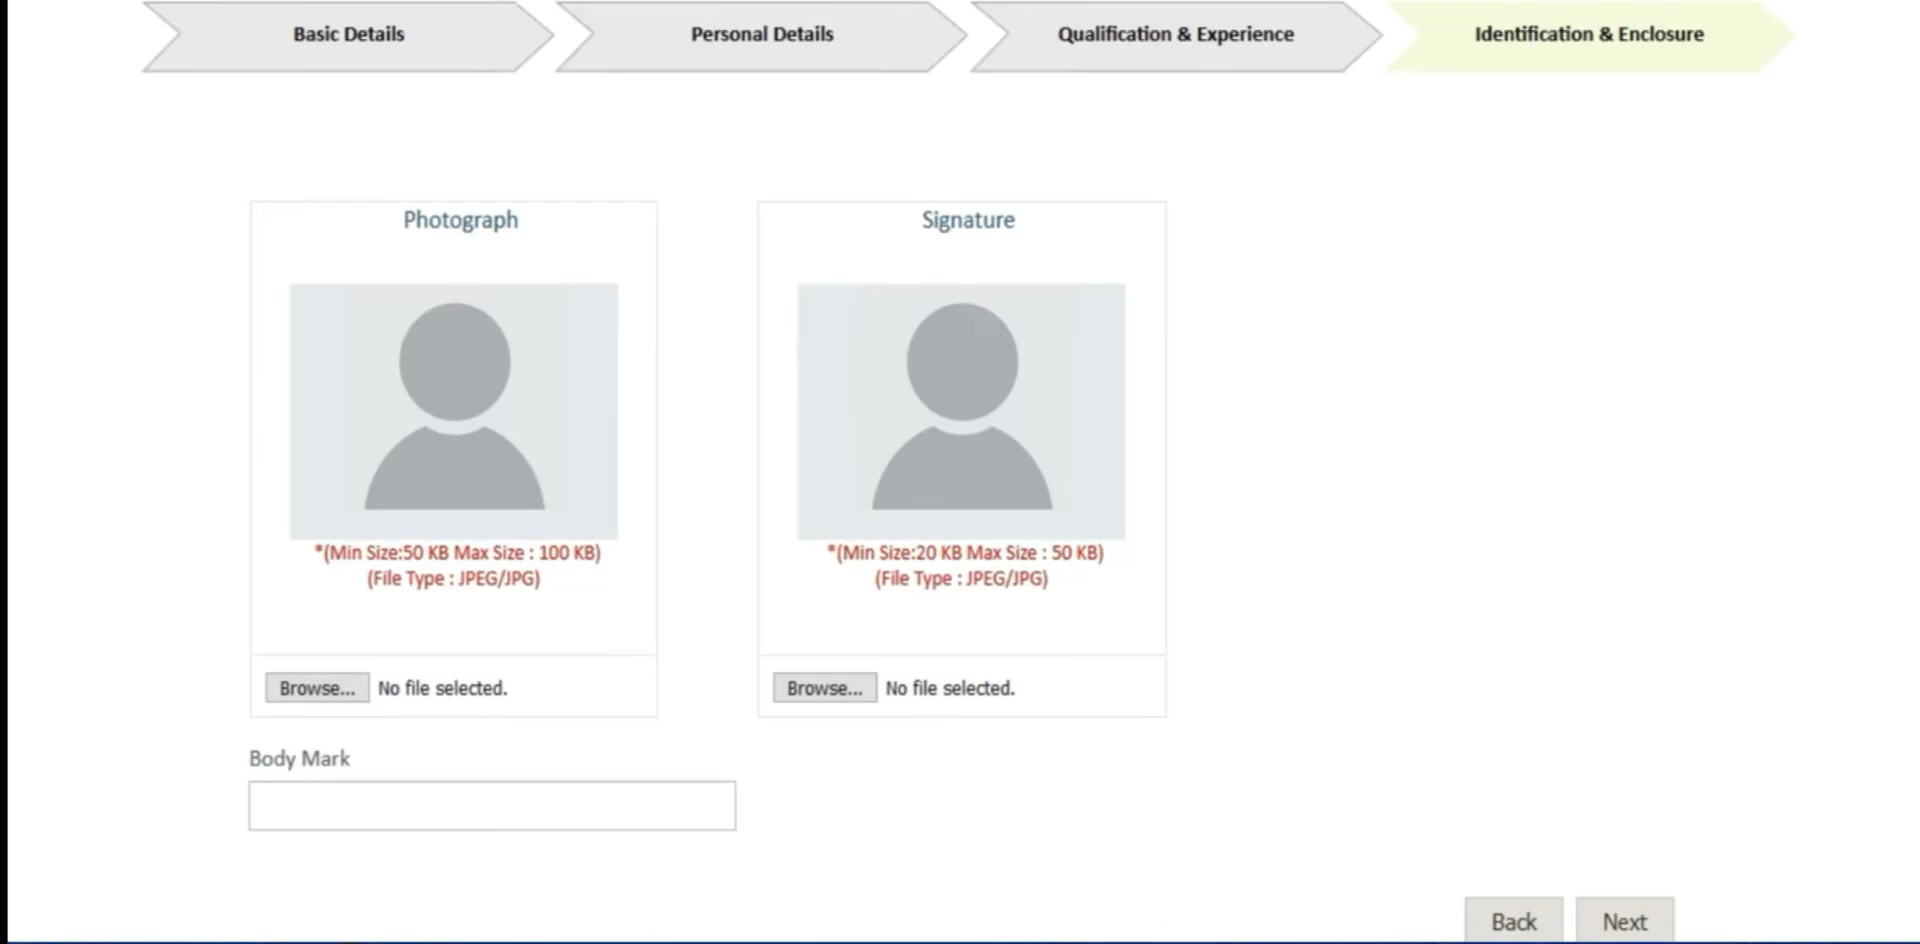 Basic Details
Personal Details
Qualification & Experience
Identification & Enclosure
Photograph
*(Min Size:50 KB Max Size : 100 KB)
(File Type : JPEG/JPG)
Browse... No file selected.
Signature
*(Min Size:20 KB Max Size : 50 KB)
(File Type : JPEG/JPG)
Browse... No file selected.
Body Mark
Back
Next